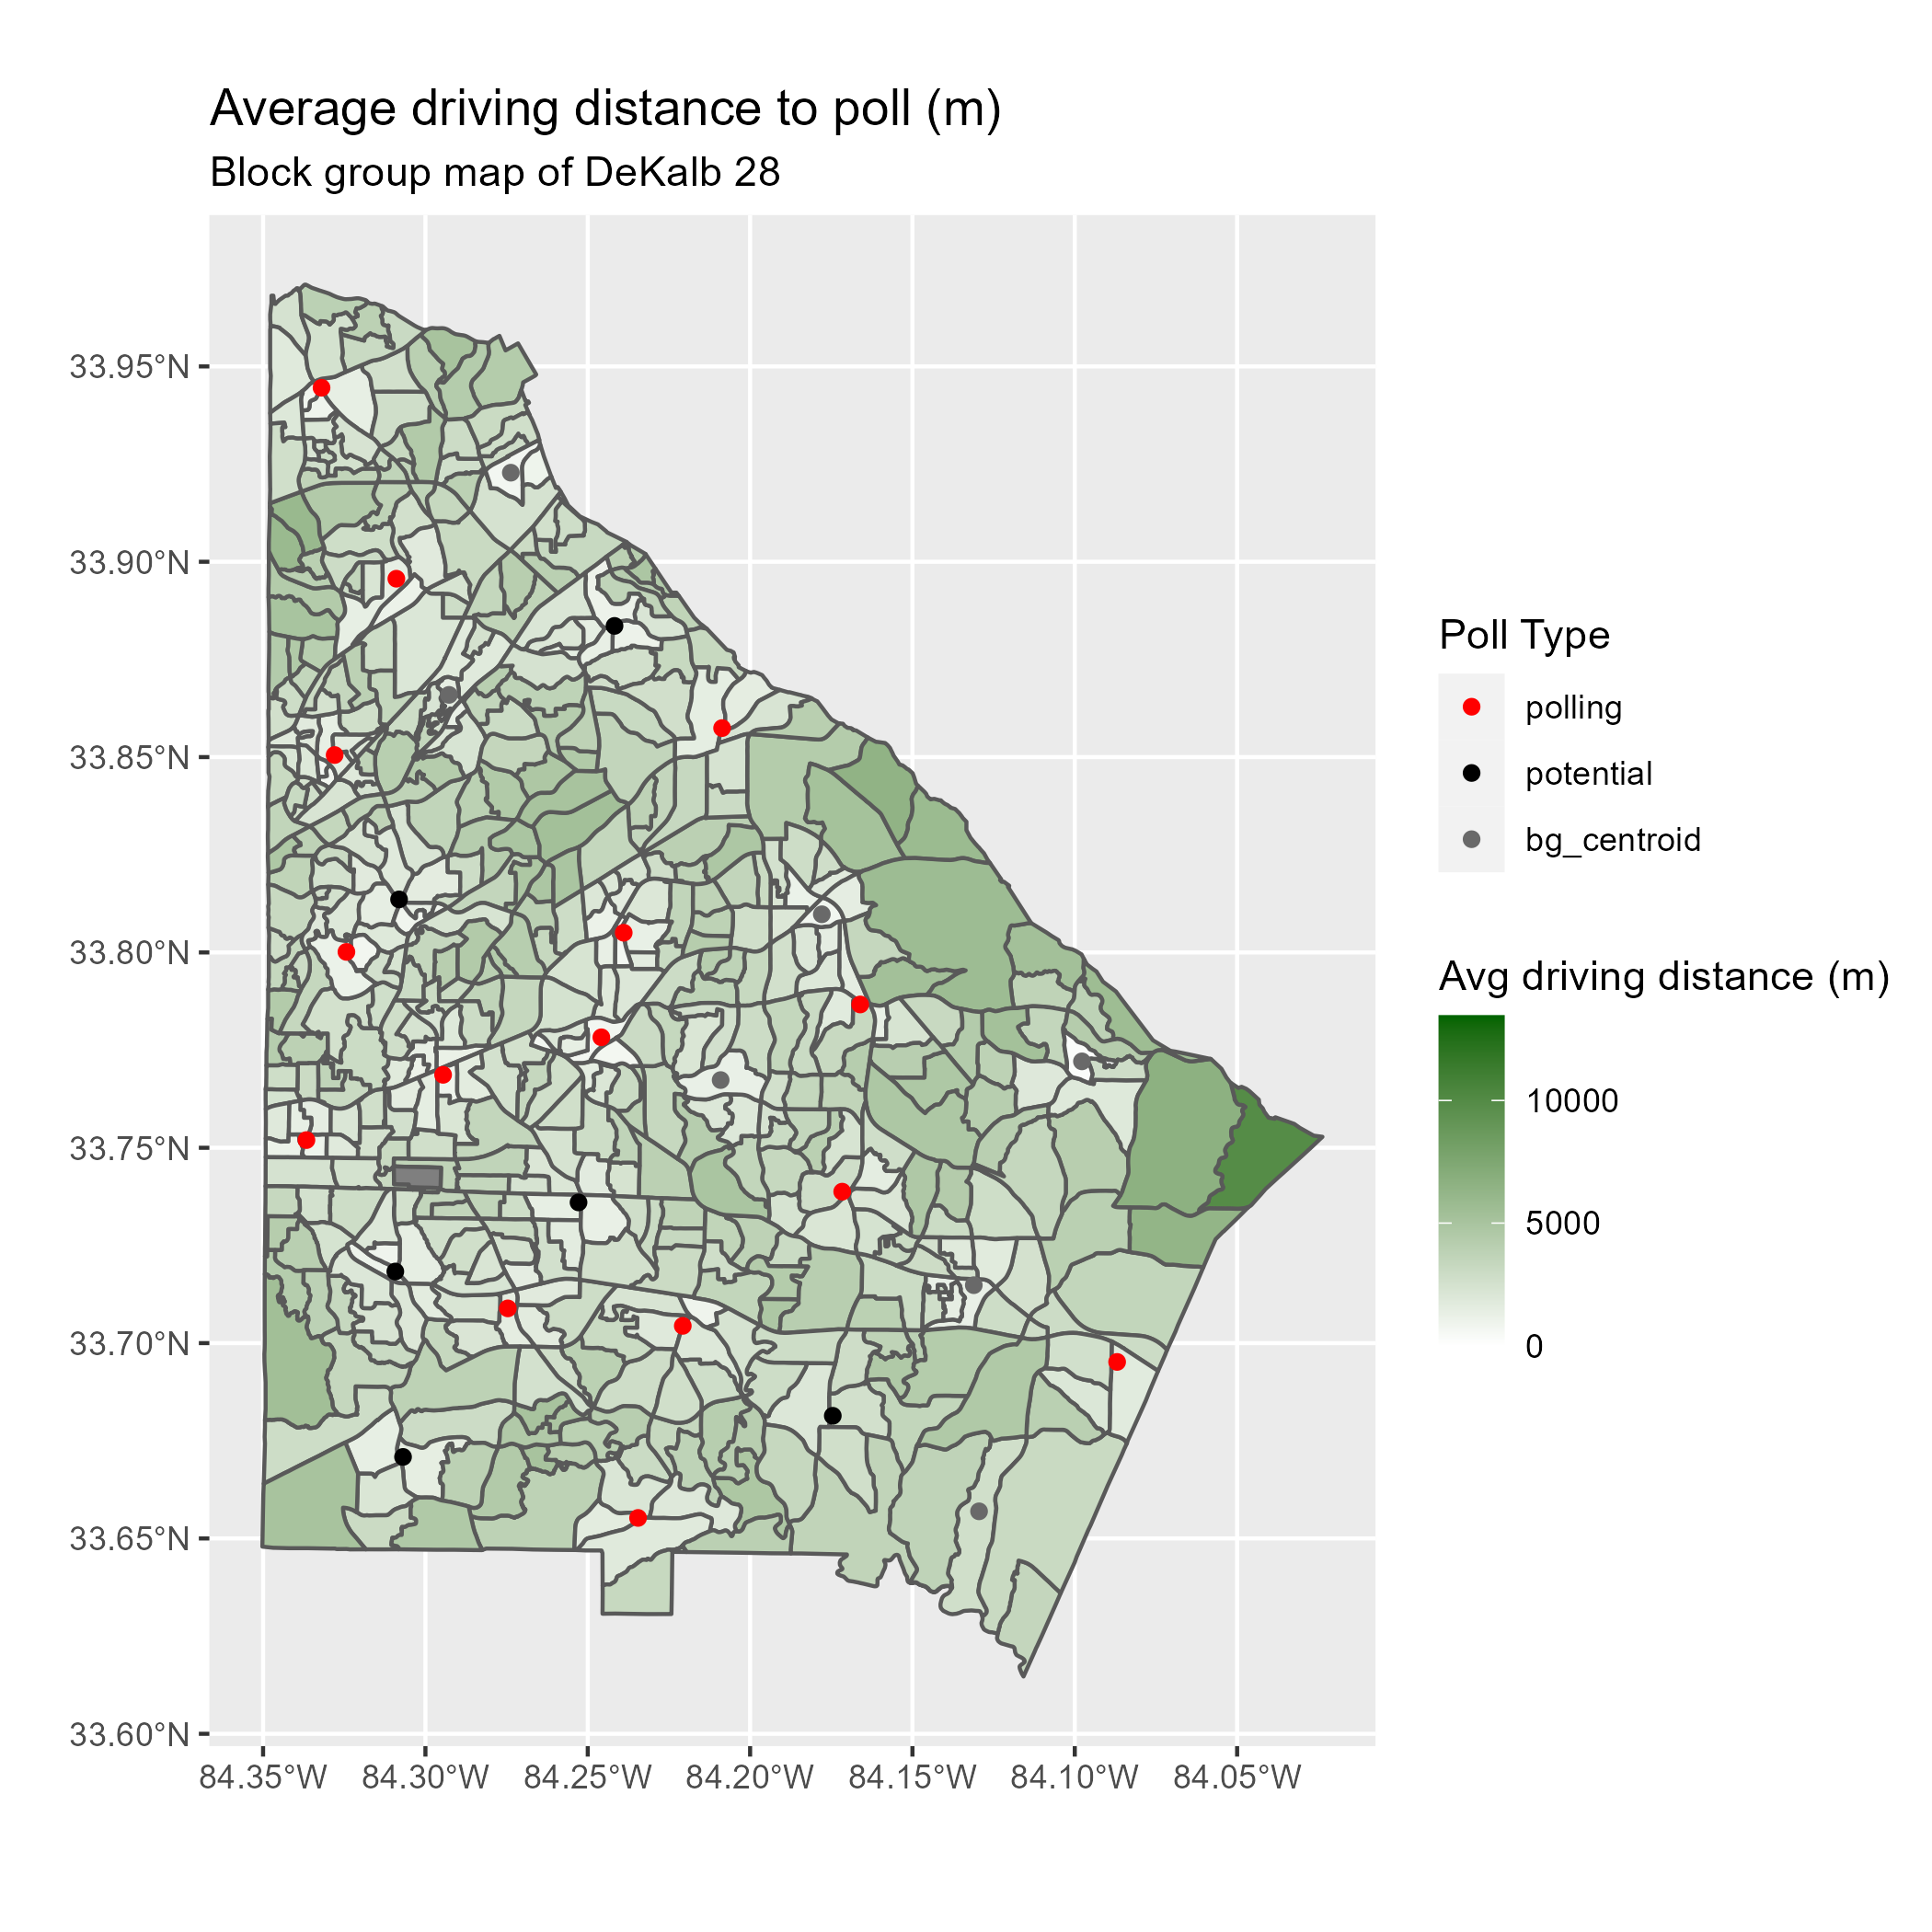 Average driving distance to poll (m)
Block group map of DeKalb 28
33.95°N
33.90°N
33.85°N
33.80°N
33.75°N
33.70°N
33.65°N
33.60°N
84.35°W 84.30°W 84.25°W 84.20°W 84.15°W 84.10°W 84.05°W
Poll Type
polling
potential
bg_centroid
Avg driving distance (m)
10000
5000
0